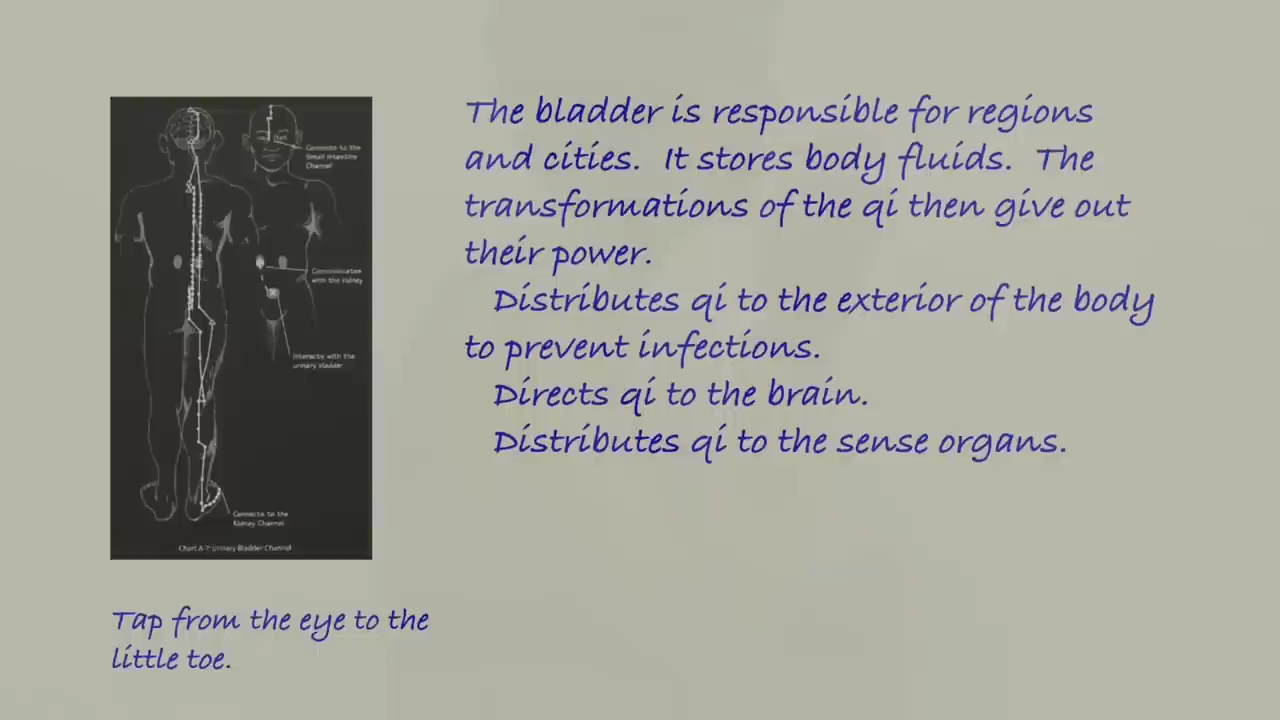 The bladder is responsible for regions
and cities. It stores body fluids. The
transformations of the qi then give out
their power.
Distributes qi to the exterior of the body
to prevent infections.
Directs qi to the brain.
Distributes qi to the sense organs.
Connects to the
Small Intestine
Channel
Communicates
with the Kidney
Interacts with the
urinary bladder
Connects to the
Kidney Channel
Chart A-7: Urinary Bladder Channel
Tap from the eye to the
little toe.